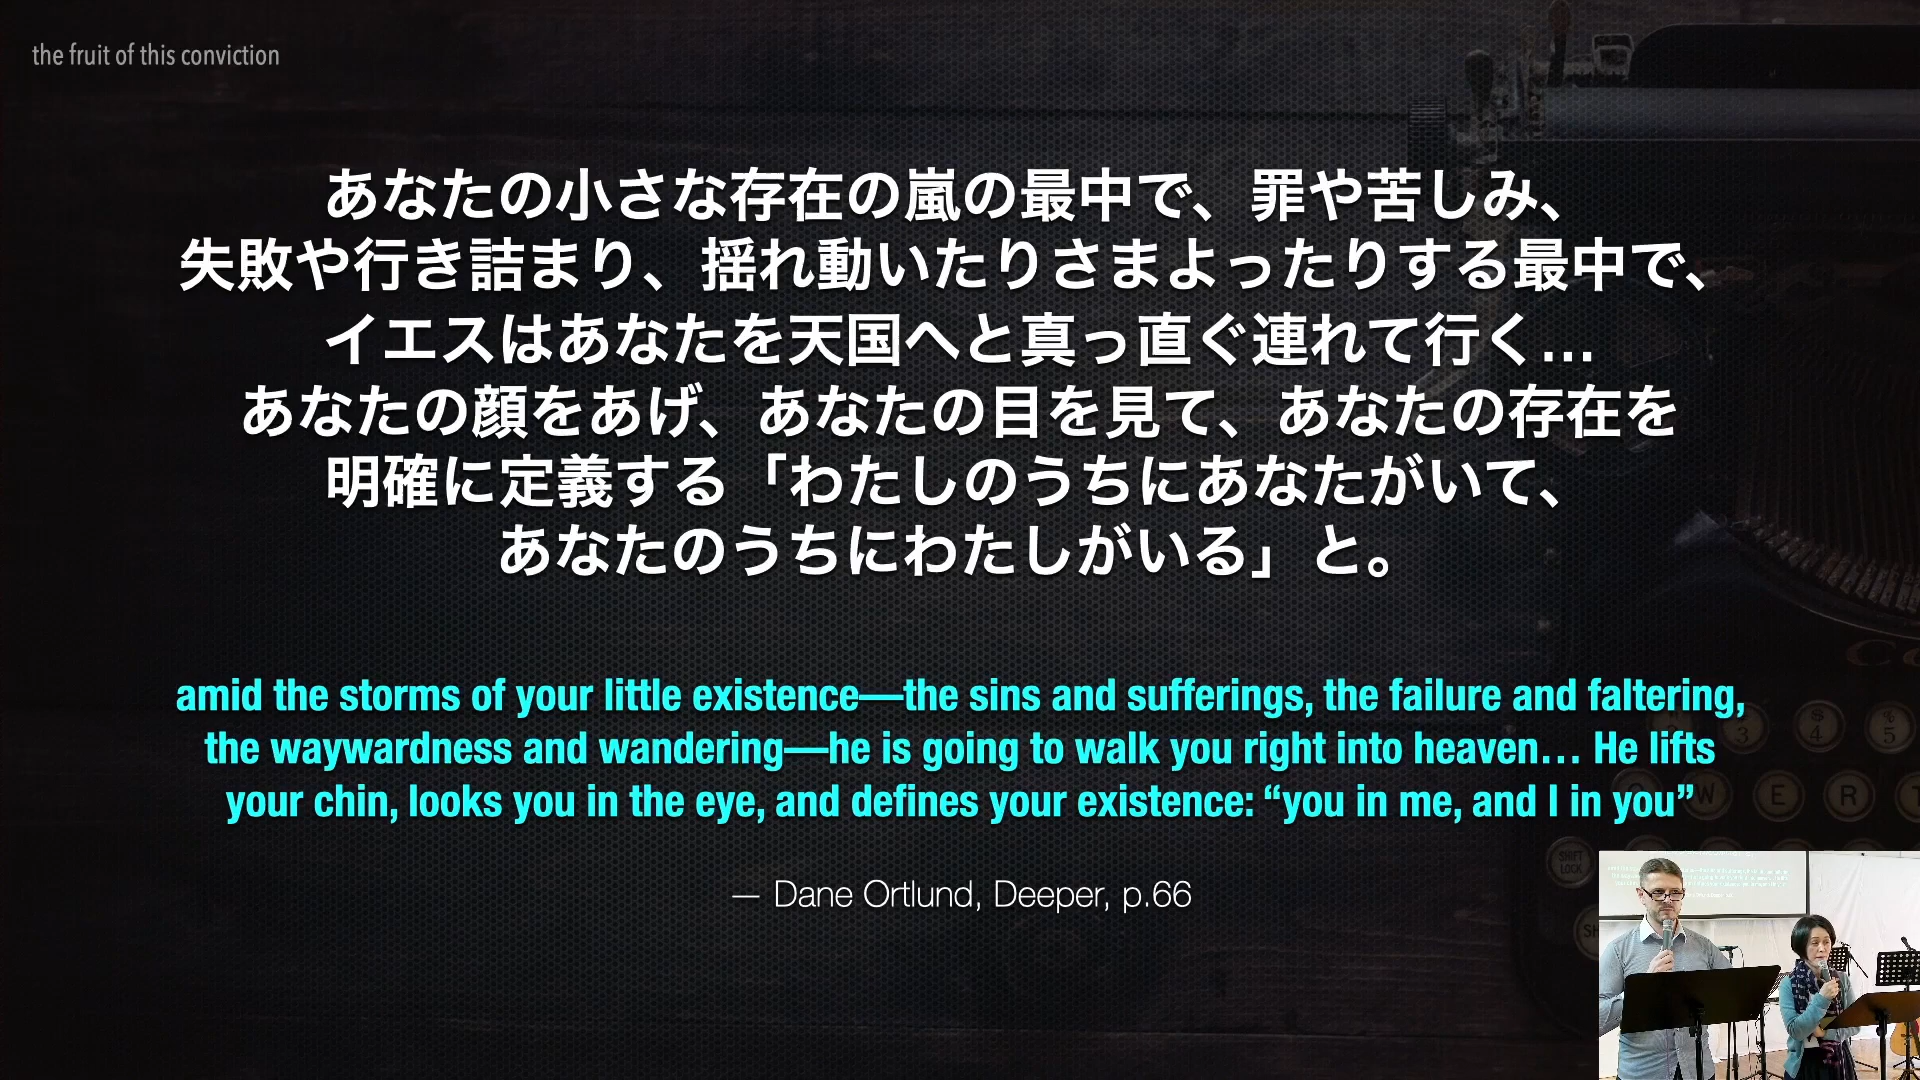 the fruit of this conviction
あなたの小さな存在の嵐の最中で、罪や苦しみ、
失敗や行き詰まり、揺れ動いたりさまよったりする最中で、
イエスはあなたを天国へと真っ直ぐ連れて行く…
あなたの顔をあげ、あなたの目を見て、あなたの存在を
明確に定義する「わたしのうちにあなたがいて、
あなたのうちにわたしがいる」と。
amid the storms of your little existence—the sins and sufferings, the failure and faltering,
the waywardness and wandering—he is going to walk you right into heaven… He lifts
your chin, looks you in the eye, and defines your existence: “you in me, and I in you”
— Dane Ortlund, Deeper, p.66
$
3
4
%
5
W
E
R
T
SHIFT
LOCK